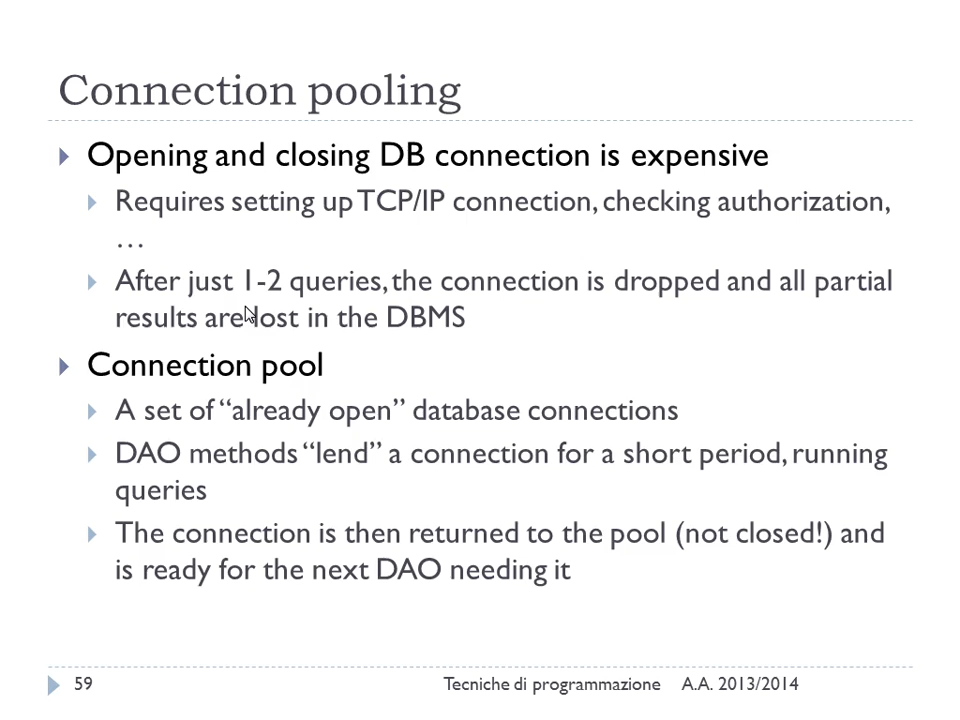 Connection pooling
Opening and closing DB connection is expensive
Requires setting up TCP/IP connection, checking authorization,
…
After just 1-2 queries, the connection is dropped and all partial
results are lost in the DBMS
Connection pool
A set of “already open” database connections
DAO methods “lend” a connection for a short period, running
queries
The connection is then returned to the pool (not closed!) and
is ready for the next DAO needing it
59 Tecniche di programmazione A.A. 2013/2014